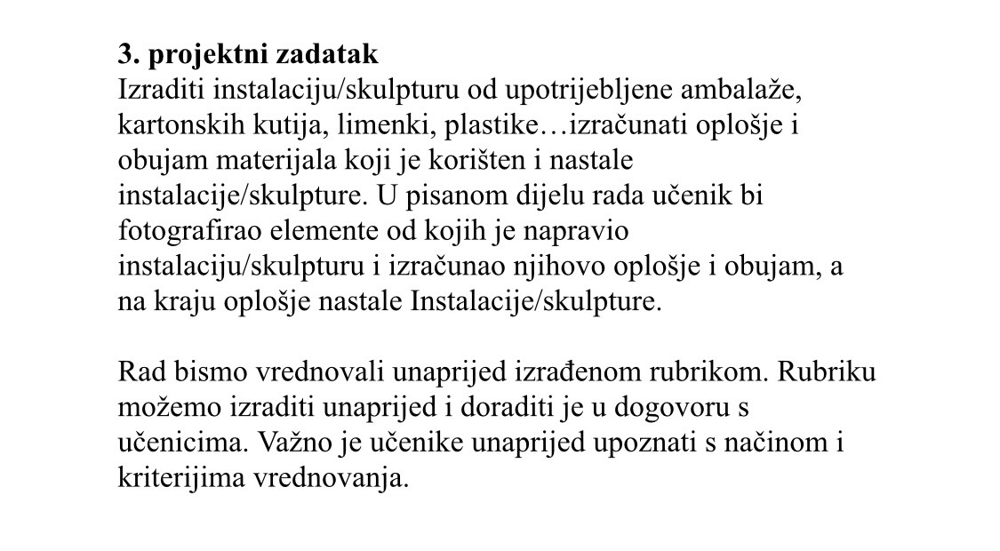 3. projektni zadatak
Izraditi instalaciju/skulpturu od upotrijebljene ambalaže,
kartonskih kutija, limenki, plastike…izračunati oplošje i
obujam materijala koji je korišten i nastale
instalacije/skulpture. U pisanom dijelu rada učenik bi
fotografirao elemente od kojih je napravio
instalaciju/skulpturu i izračunao njihovo oplošje i obujam, a
na kraju oplošje nastale Instalacije/skulpture.
Rad bismo vrednovali unaprijed izrađenom rubrikom. Rubriku
možemo izraditi unaprijed i doraditi je u dogovoru s
učenicima. Važno je učenike unaprijed upoznati s načinom i
kriterijima vrednovanja.